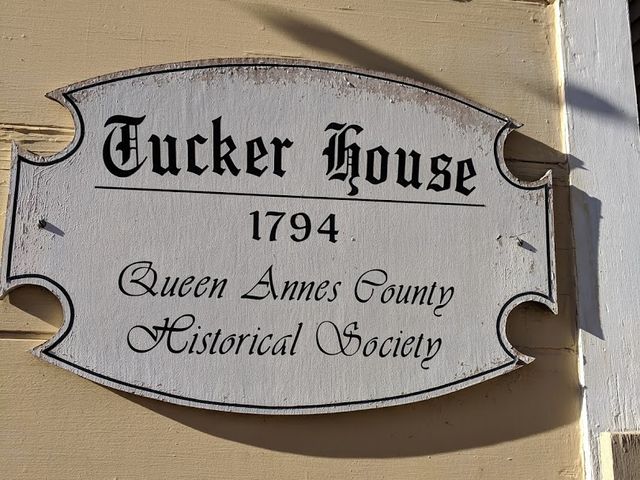 Tucker House
1794
Queen Annes County
Historical Society